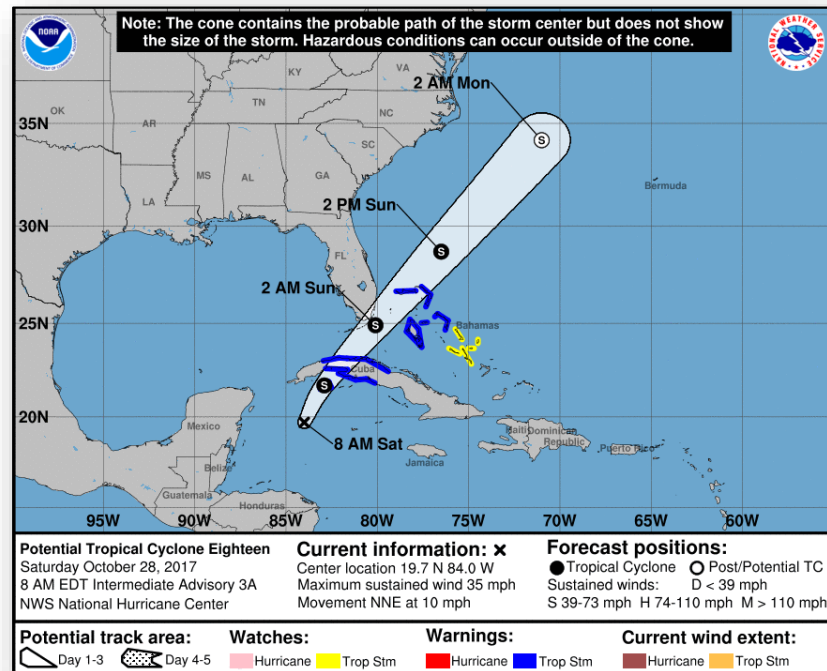 Note: The cone contains the probable path of the storm center but does not show
the size of the storm. Hazardous conditions can occur outside of the cone.
NOAA
NATIONAL WEATHER SERVICE
KY
VA
2 AM Mon
OK
TN
NC
35N
AR
SC
MS
AL
GA
Bermuda
LA
2 PM Sun
30N
FL
2 AM Sun
25N
Bahamas
Cuba
20N
Mexico
8 AM Sat
Haiti
Dominican
Republic
Puerto Rico
Jamaica
Belize
Guatemala
Honduras
95W 90W 85W 80W 75W 70W 65W 60W
S
S
S
S
Potential Tropical Cyclone Eighteen
Saturday October 28, 2017
8 AM EDT Intermediate Advisory 3A
NWS National Hurricane Center
Current information: x
Center location 19.7 N 84.0 W
Maximum sustained wind 35 mph
Movement NNE at 10 mph
Forecast positions:
Tropical Cyclone Post/Potential TC
Sustained winds: D < 39 mph
S 39-73 mph H 74-110 mph M > 110 mph
Potential track area:
Day 1-3 Day 4-5
Watches:
Hurricane Trop Stm
Warnings:
Hurricane Trop Stm
Current wind extent:
Hurricane Trop Stm